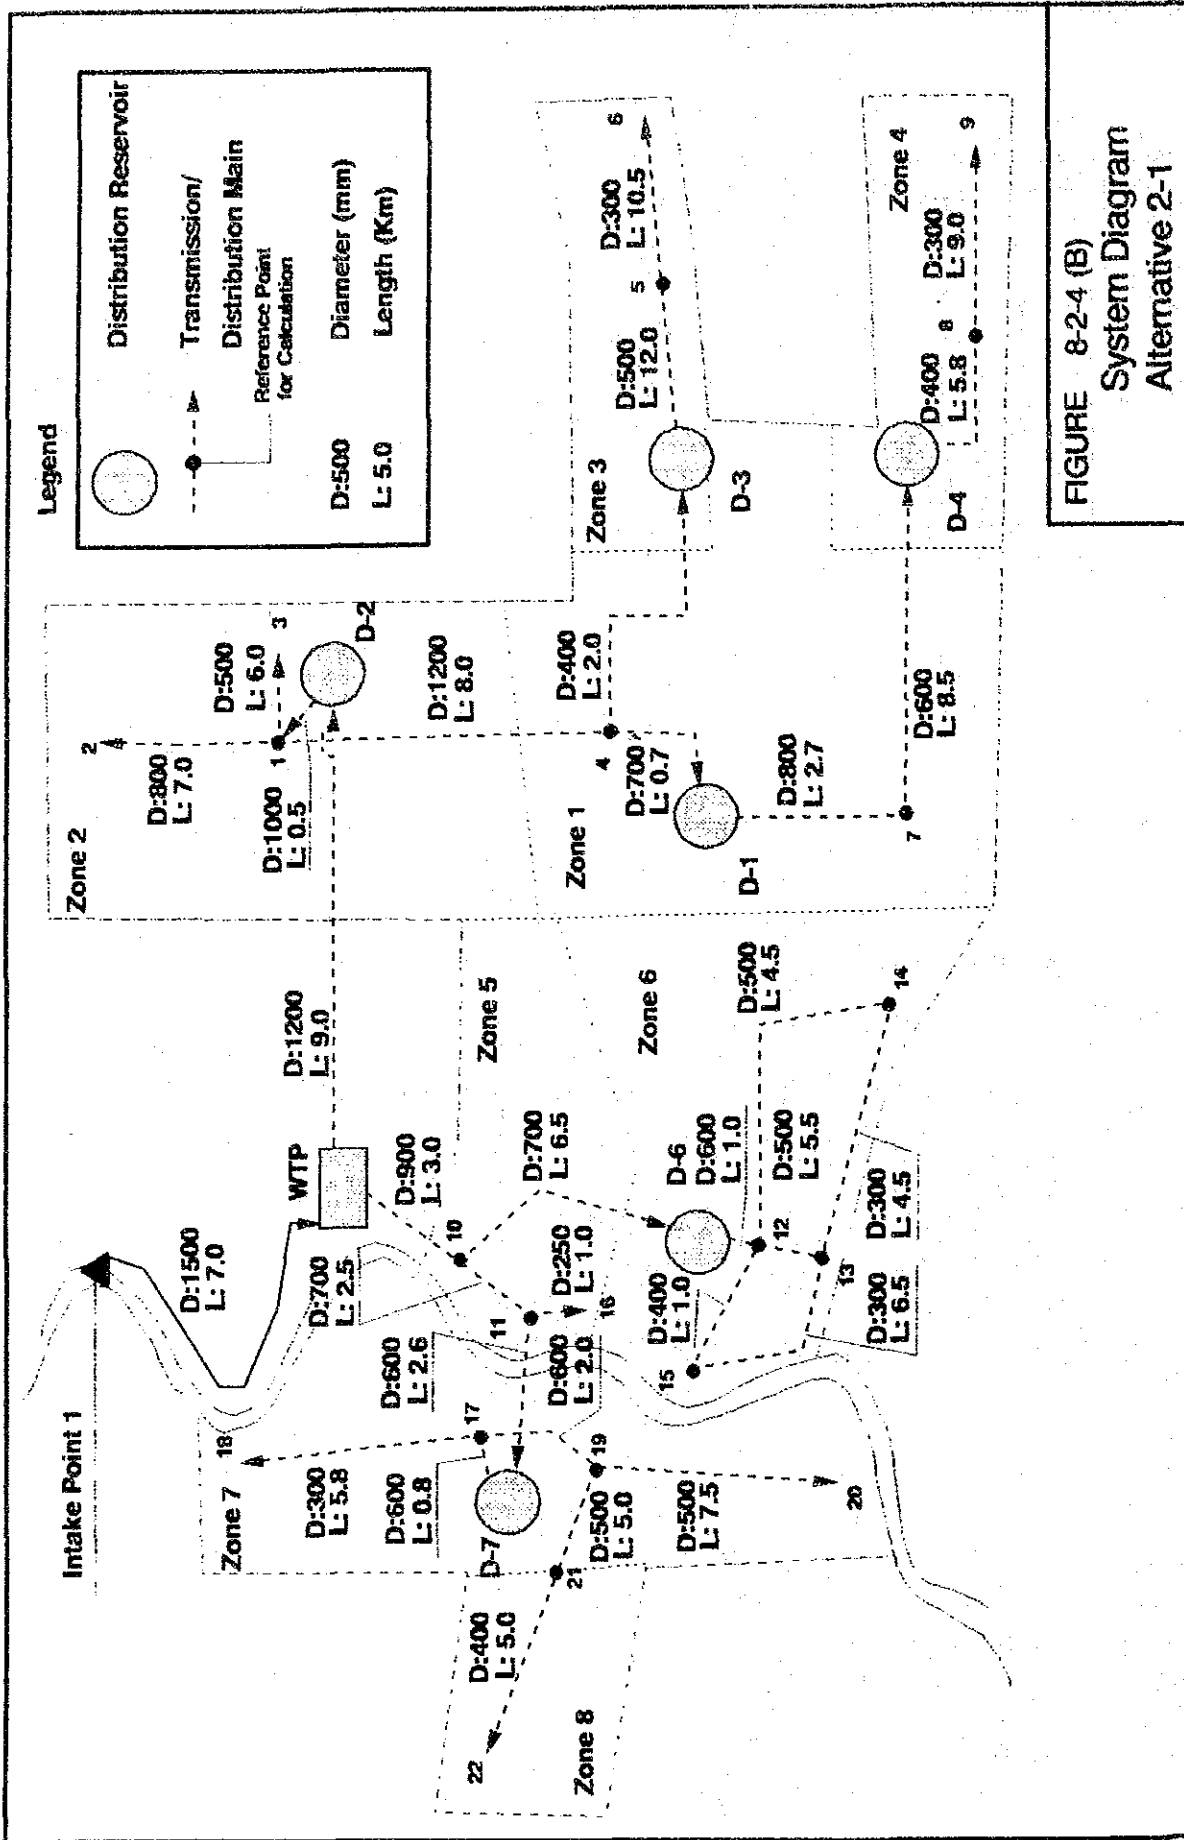 Legend
Distribution Reservoir
Transmission/
Distribution Main
Reference Point
for Calculation
D:500
Diameter (mm)
L: 5.0
Length (Km)
Intake Point 1
D:1500
L: 7.0
WTP
D:1200
L: 9.0
Zone 2
2
D:800
L: 7.0
D:500
L: 6.0
3
1
D:1000
L: 0.5
D-2
D:1200
L: 8.0
Zone 1
4
D:400
L: 2.0
D:700
L: 0.7
D-1
D:800
L: 2.7
7
D:600
L: 8.5
Zone 3
D-3
D:500
L: 12.0
5
D:300
L: 10.5
6
Zone 4
D-4
D:400
L: 5.8
8
D:300
L: 9.0
9
D:900
L: 3.0
10
Zone 5
D:700
L: 2.5
D:700
L: 6.5
11
D:250
L: 1.0
16
D:600
L: 2.6
D:600
L: 2.0
Zone 6
D-6
D:600
L: 1.0
12
D:500
L: 4.5
14
D:500
L: 5.5
D:400
L: 1.0
15
13
D:300
L: 4.5
D:300
L: 6.5
Zone 7
18
D:300
L: 5.8
17
D:600
L: 0.8
D-7
19
D:500
L: 5.0
D:500
L: 7.5
20
21
D:400
L: 5.0
22
Zone 8
FIGURE 8-2-4 (B)
System Diagram
Alternative 2-1